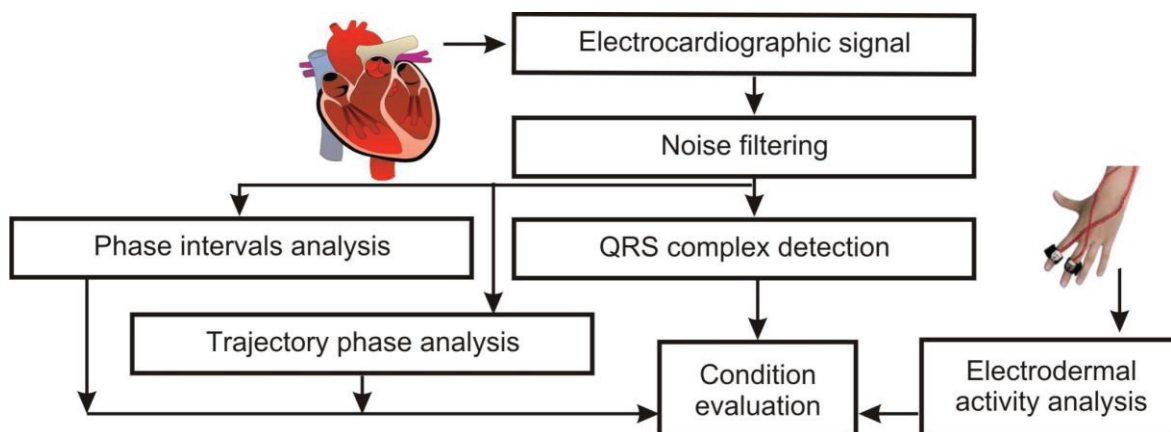 Electrocardiographic signal
Noise filtering
Phase intervals analysis
QRS complex detection
Trajectory phase analysis
Condition
evaluation
Electrodermal
activity analysis